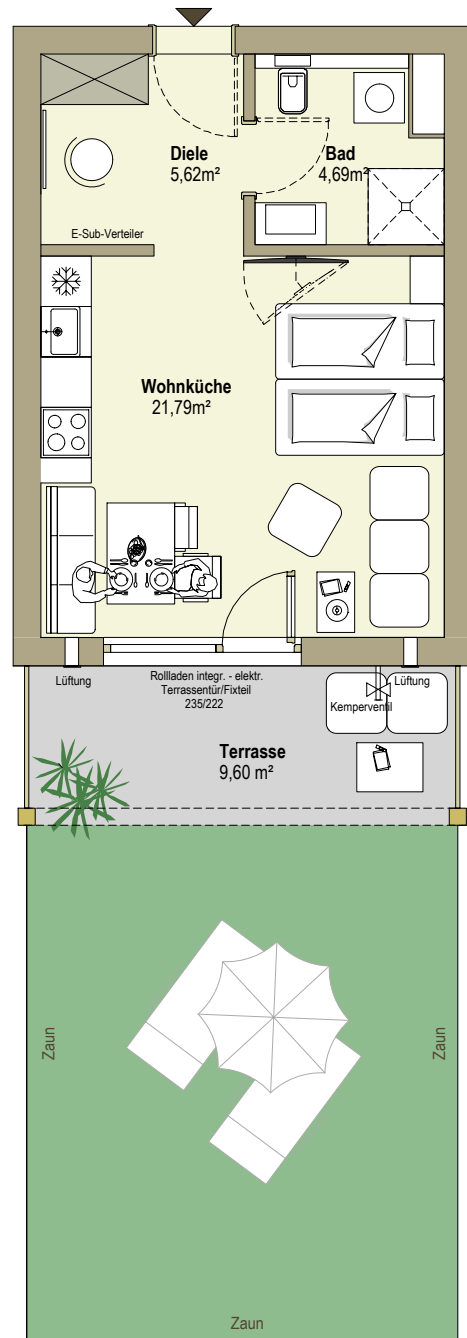 Diele
5,62m²
Bad
4,69m²
E-Sub-Verteiler
Wohnküche
21,79m²
Lüftung
Rollladen integr. - elektr.
Terrassentür/Fixteil
235/222
Lüftung
Kemperventil
Terrasse
9,60 m²
Zaun
Zaun
Zaun